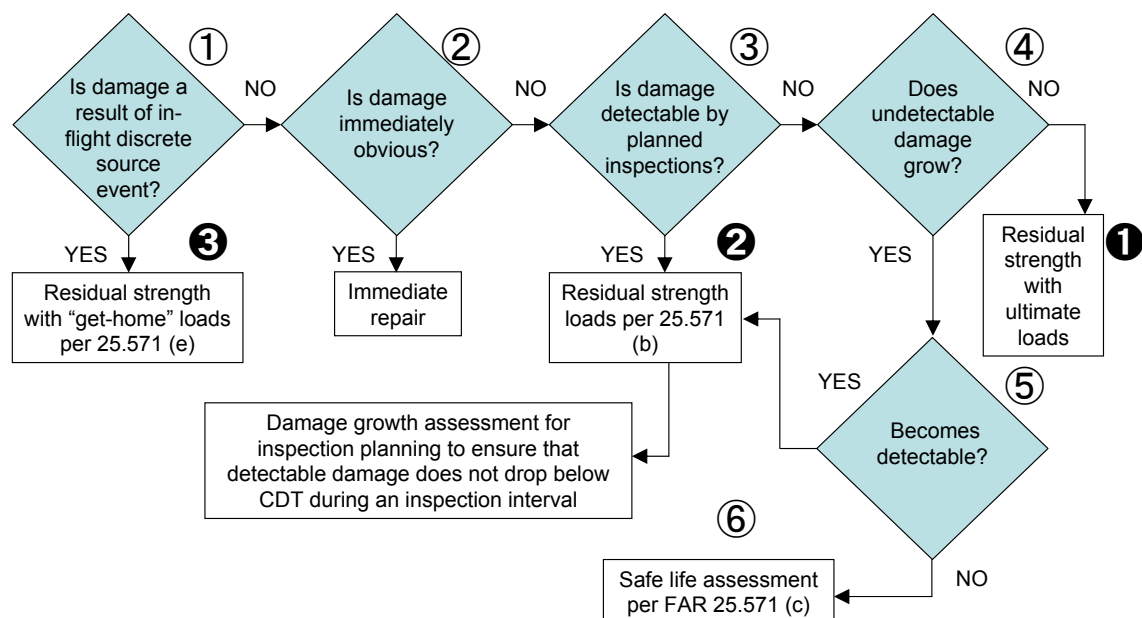 ①
Is damage a
result of in-
flight discrete
source
event?
NO
②
Is damage
immediately
obvious?
NO
③
Is damage
detectable by
planned
inspections?
NO
④
Does
undetectable
damage
grow?
NO
YES
❸
Residual strength
with “get-home” loads
per 25.571 (e)
YES
Immediate
repair
YES
❷
Residual strength
loads per 25.571
(b)
YES
❶
Residual
strength
with
ultimate
loads
Damage growth assessment for
inspection planning to ensure that
detectable damage does not drop below
CDT during an inspection interval
YES
⑤
Becomes
detectable?
NO
⑥
Safe life assessment
per FAR 25.571 (c)